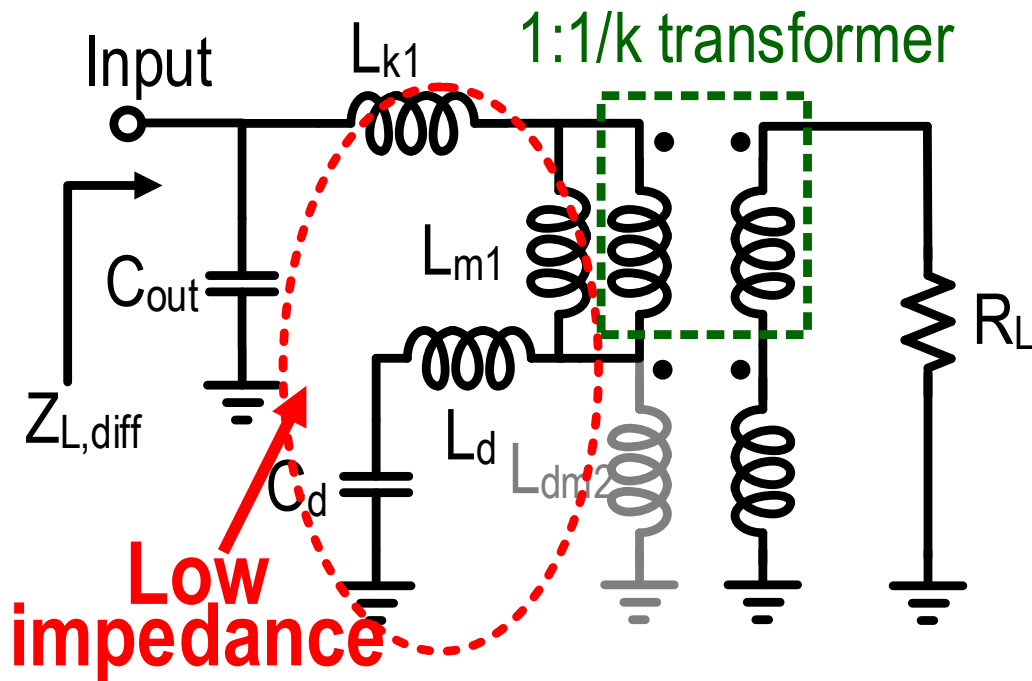 1:1/k transformer
Input
Lk1
Lm1
Cout
RL
ZL,diff
Ld
Ldm2
Cd
Low
impedance